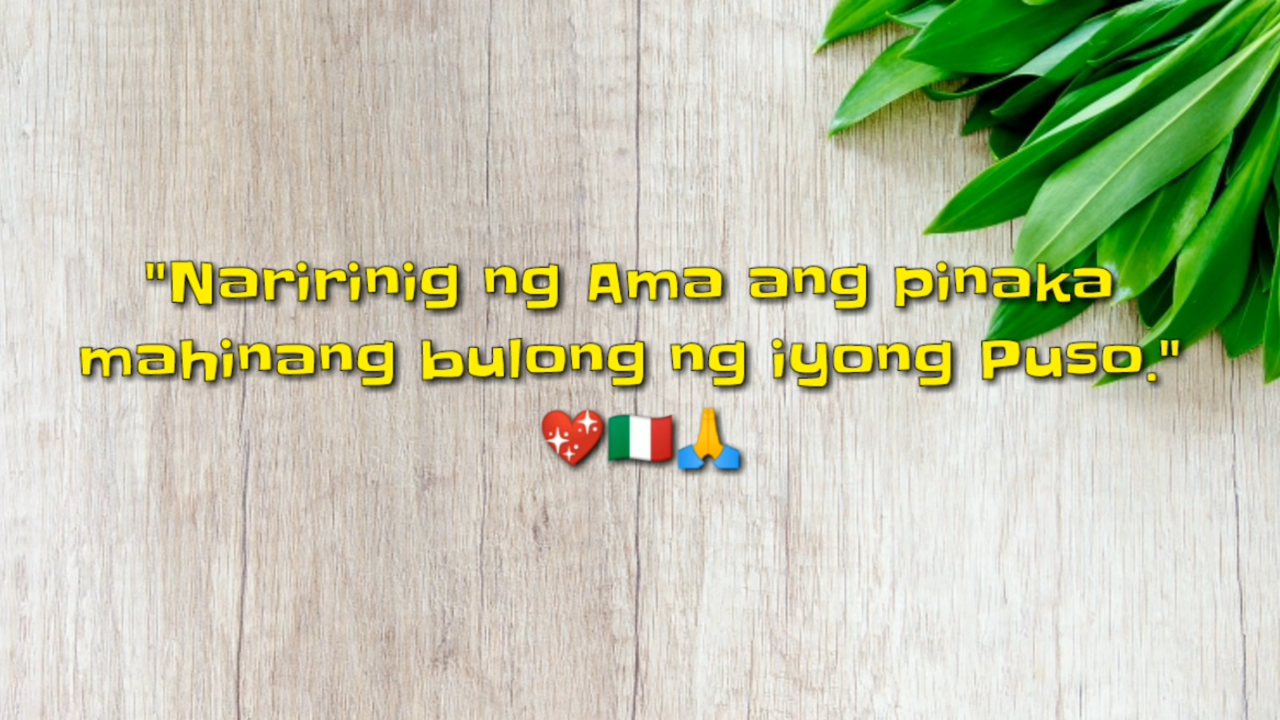 "Naririnig ng Ama ang pinaka
mahinang bulong ng iyong Puso."
💖🇮🇹🙏